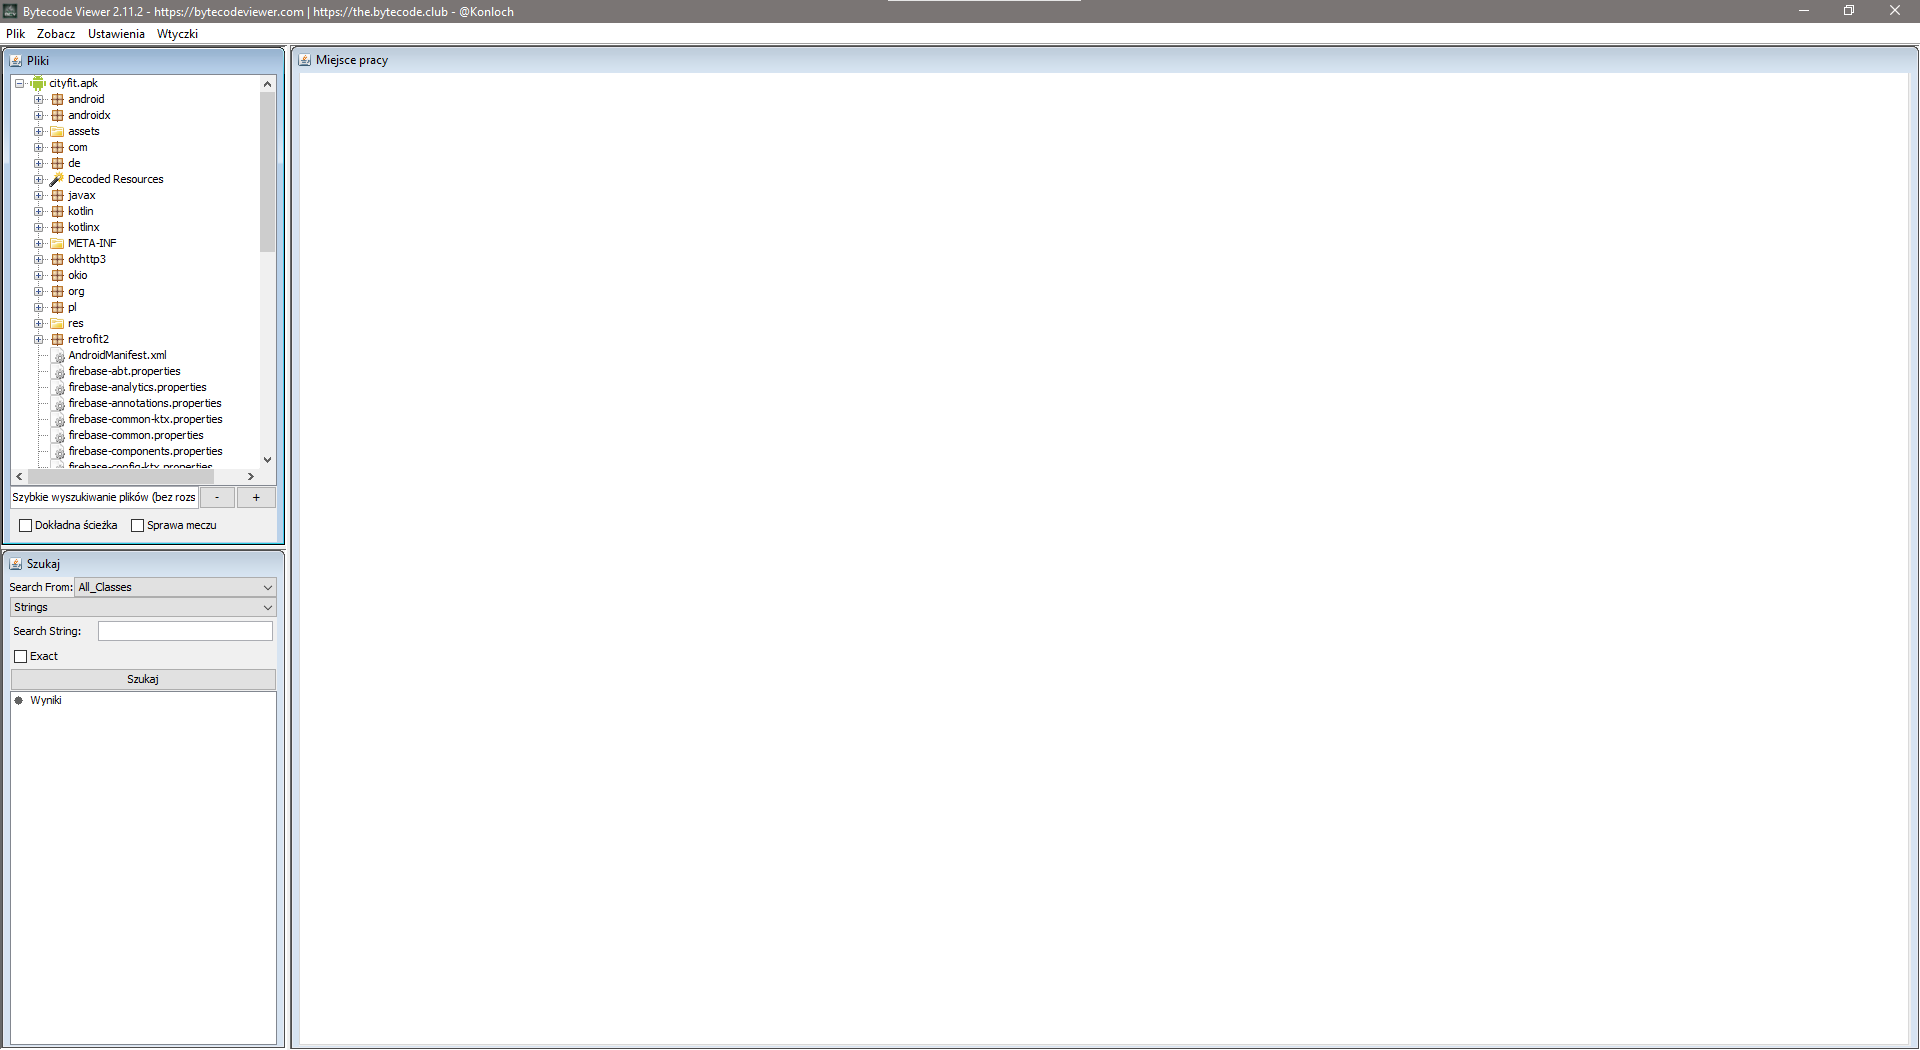 Bytecode Viewer 2.11.2 - https://bytecodeviewer.com | https://the.bytecode.club - @Konloch
Plik Zobacz Ustawienia Wtyczki
Pliki
cityfit.apk
android
androidx
assets
com
de
Decoded Resources
javax
kotlin
kotlinx
META-INF
okhttp3
okio
org
pl
res
retrofit2
AndroidManifest.xml
firebase-abt.properties
firebase-analytics.properties
firebase-annotations.properties
firebase-common-ktx.properties
firebase-common.properties
firebase-components.properties
firebase-config-ktx.properties
Szybkie wyszukiwanie plików (bez rozs
- +
Dokładna ścieżka Sprawa meczu
Szukaj
Search From: All_Classes
Strings
Search String:
Exact
Szukaj
Wyniki
Miejsce pracy